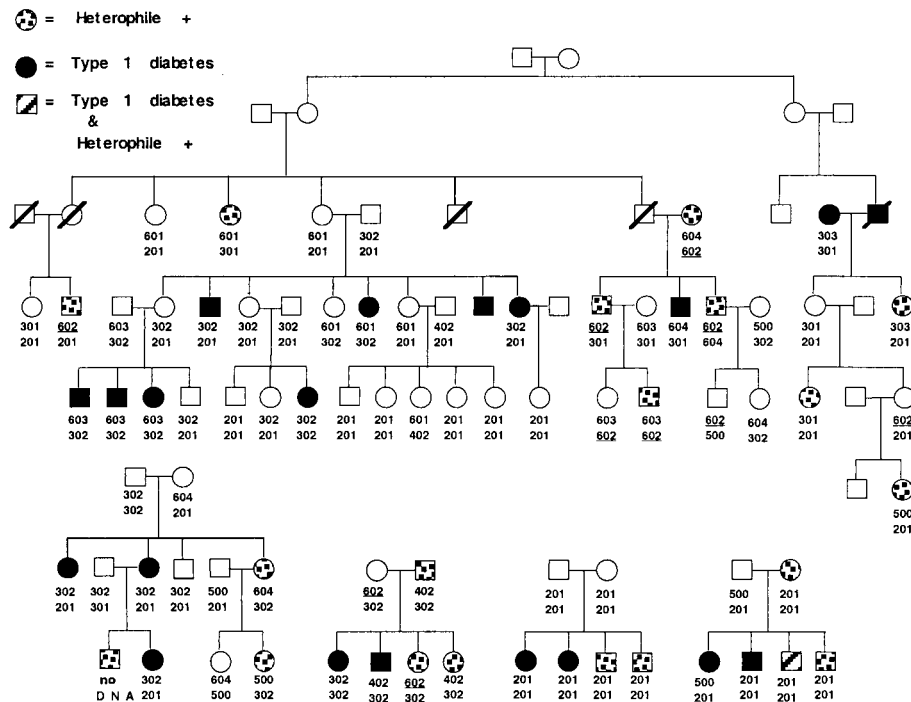 = Heterophile +
= Type 1 diabetes
= Type 1 diabetes
&
Heterophile +
601 601 601 302 604 303
201 301 201 201 602 301
301 602 603 302 302 302 302 601 601 601 402 302 602 603 604 602 500 301 303
201 201 302 201 201 201 201 302 302 201 201 201 301 301 301 604 302 201 201
603 603 603 302 201 302 302 201 201 601 201 201 201 603 603 602 604 301 602
302 302 302 201 201 201 302 201 201 402 201 201 201 602 602 500 302 201 201
500
201
302 604
302 201
302 302 302 302 500 604 602 402 201 201 500 201
201 301 201 201 201 302 302 302 201 201 201 201
no 302 604 500 302 402 602 402 201 201 201 201 500 201 201 201
DNA 201 500 302 302 302 302 302 201 201 201 201 201 201 201 201